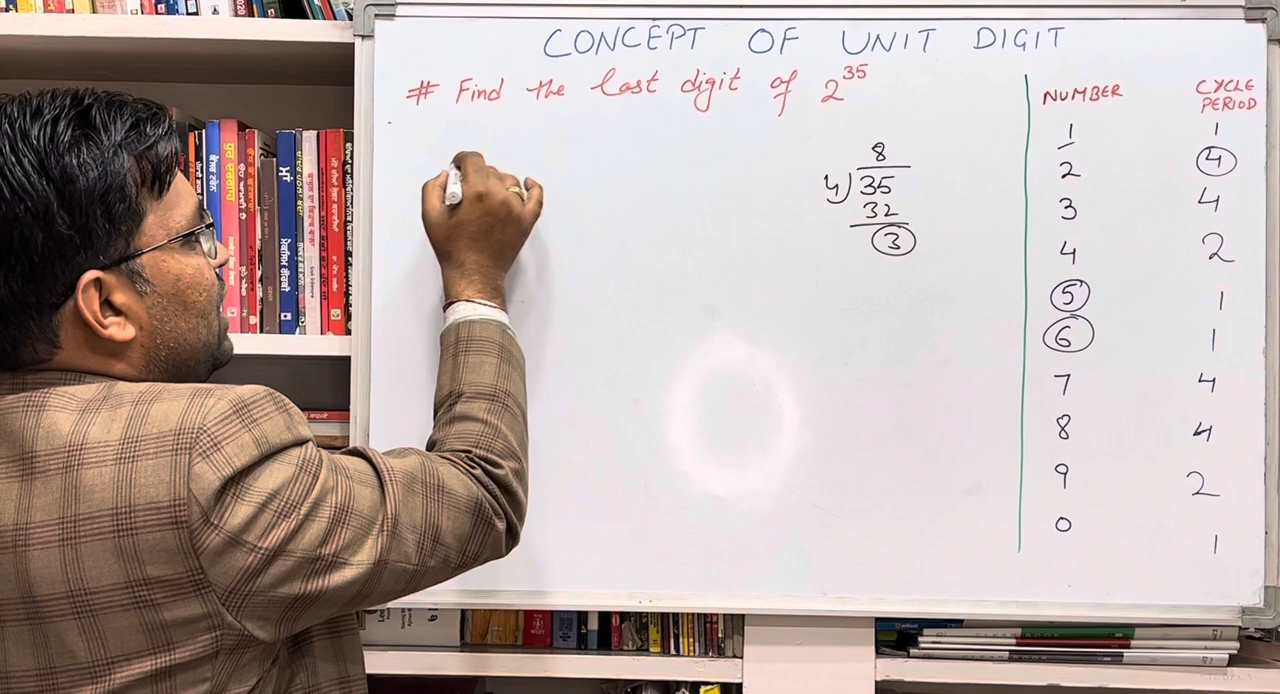 CONCEPT OF UNIT DIGIT
# Find the last digit of 2^35
8
4)35
32
3
NUMBER CYCLE PERIOD
1 1
2 4
3 4
4 2
5 1
6 1
7 4
8 4
9 2
0 1
ਮਾਂ
WILEY